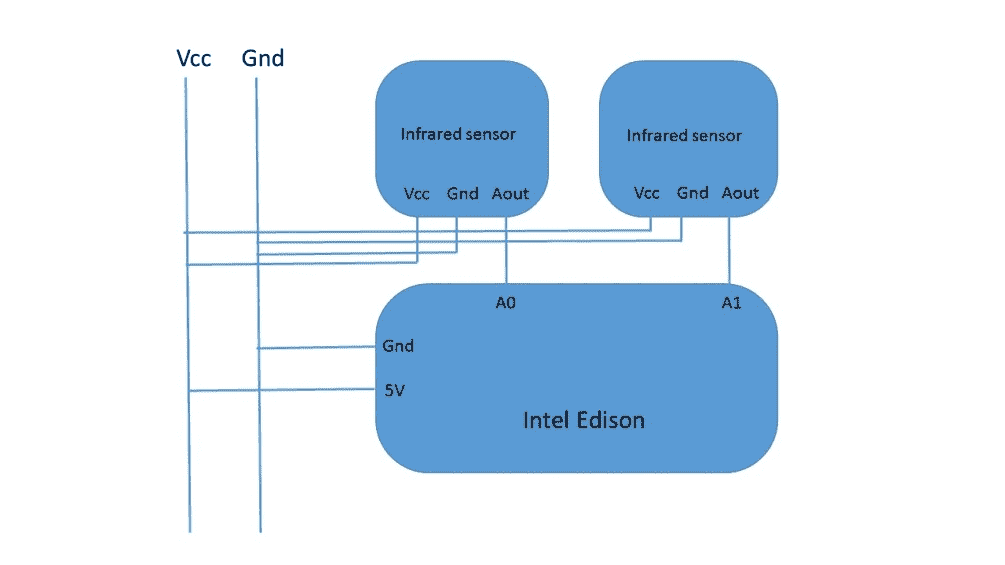 Vcc Gnd
Infrared sensor
Infrared sensor
Vcc Gnd Aout
Vcc Gnd Aout
A0
A1
Gnd
5V
Intel Edison